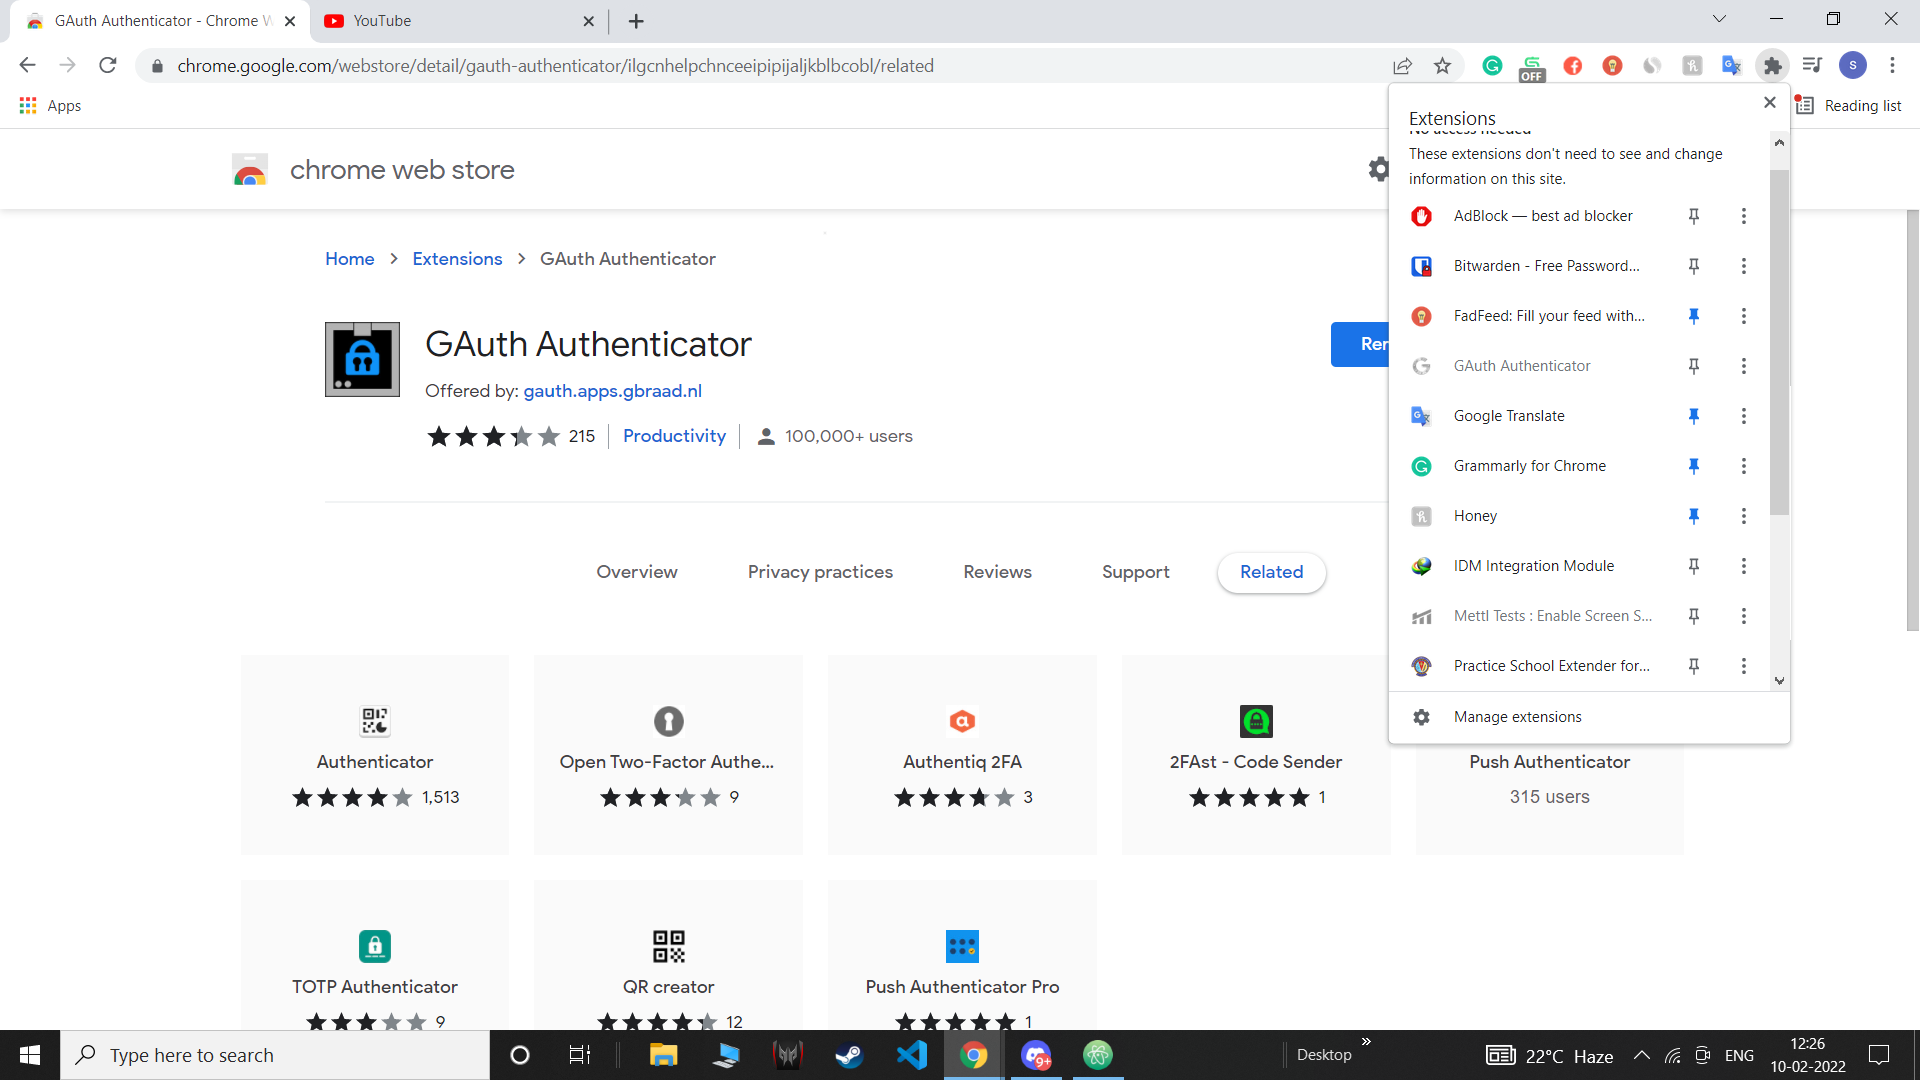 GAuth Authenticator - Chrome W
YouTube
chrome.google.com/webstore/detail/gauth-authenticator/ilgcnhelpchnceeipipijaljkblbcobl/related
OFF
S
Apps
Reading list
chrome web store
Extensions
No access needed
These extensions don't need to see and change
information on this site.
AdBlock — best ad blocker
Bitwarden - Free Password...
FadFeed: Fill your feed with...
GAuth Authenticator
Google Translate
Grammarly for Chrome
Honey
IDM Integration Module
Mettl Tests : Enable Screen S...
Practice School Extender for...
Manage extensions
Home
Extensions
GAuth Authenticator
GAuth Authenticator
Offered by: gauth.apps.gbraad.nl
215
Productivity
100,000+ users
Rer
Overview
Privacy practices
Reviews
Support
Related
Authenticator
1,513
Open Two-Factor Authe...
9
Authentiq 2FA
3
2FAst - Code Sender
1
Push Authenticator
315 users
TOTP Authenticator
9
QR creator
12
Push Authenticator Pro
1
Type here to search
9+
Desktop
22°C Haze
ENG
12:26
10-02-2022